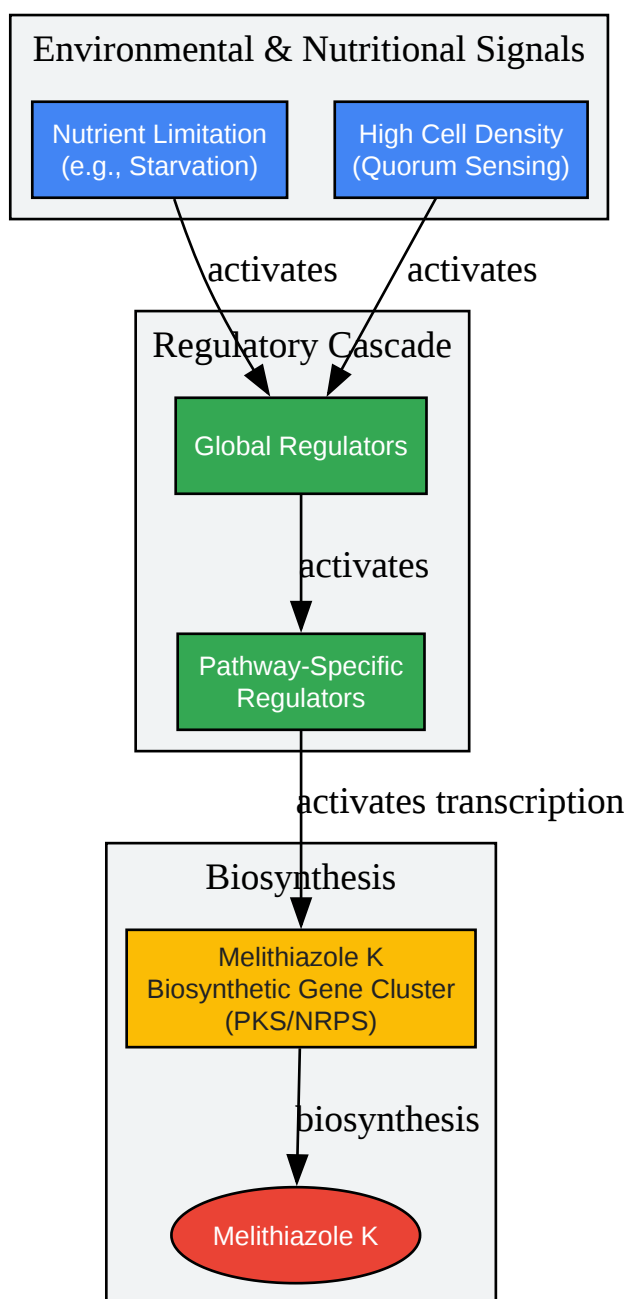 Environmental & Nutritional Signals
Nutrient Limitation
(e.g., Starvation)
High Cell Density
(Quorum Sensing)
activates
activates
Regulatory Cascade
Global Regulators
activates
Pathway-Specific
Regulators
activates transcription
Biosynthesis
Melithiazole K
Biosynthetic Gene Cluster
(PKS/NRPS)
biosynthesis
Melithiazole K